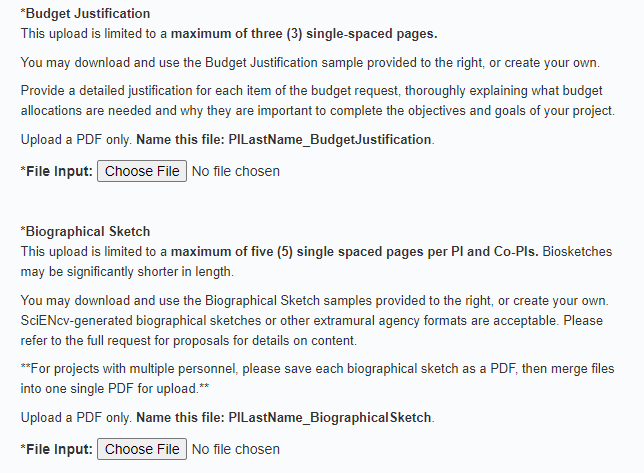 *Budget Justification
This upload is limited to a maximum of three (3) single-spaced pages.
You may download and use the Budget Justification sample provided to the right, or create your own.
Provide a detailed justification for each item of the budget request, thoroughly explaining what budget
allocations are needed and why they are important to complete the objectives and goals of your project.
Upload a PDF only. Name this file: PILastName_BudgetJustification.
*File Input: Choose File No file chosen
*Biographical Sketch
This upload is limited to a maximum of five (5) single spaced pages per PI and Co-PIs. Biosketches
may be significantly shorter in length.
You may download and use the Biographical Sketch samples provided to the right, or create your own.
SciENcv-generated biographical sketches or other extramural agency formats are acceptable. Please
refer to the full request for proposals for details on content.
**For projects with multiple personnel, please save each biographical sketch as a PDF, then merge files
into one single PDF for upload.**
Upload a PDF only. Name this file: PILastName_BiographicalSketch.
*File Input: Choose File No file chosen